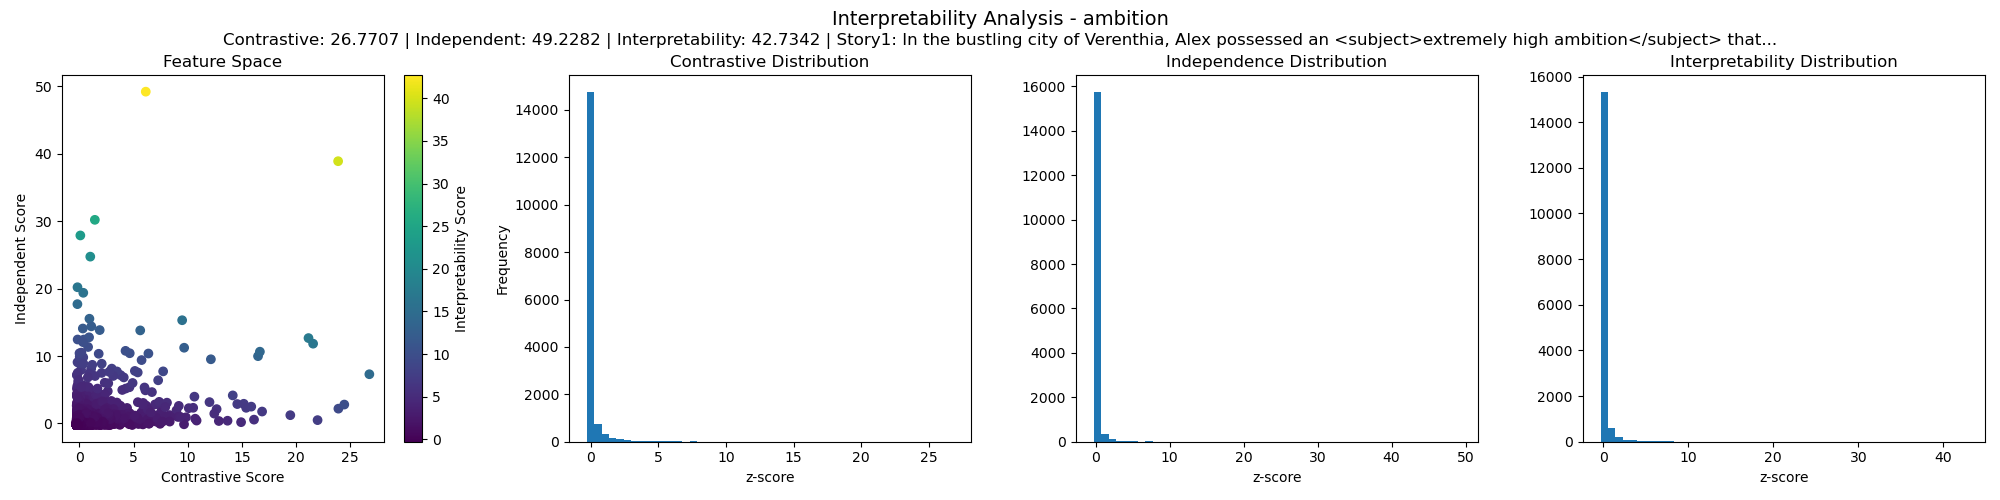 Interpretability Analysis - ambition
Contrastive: 26.7707 | Independent: 49.2282 | Interpretability: 42.7342 | Story1: In the bustling city of Verenthia, Alex possessed an <subject>extremely high ambition</subject> that...
Feature Space
50
40
30
20
10
0
Independent Score
0 5 10 15 20 25
Contrastive Score
40
35
30
25
20
15
10
5
0
Interpretability Score
Contrastive Distribution
14000
12000
10000
8000
6000
4000
2000
0
Frequency
0 5 10 15 20 25
z-score
Independence Distribution
16000
14000
12000
10000
8000
6000
4000
2000
0
0 10 20 30 40 50
z-score
Interpretability Distribution
16000
14000
12000
10000
8000
6000
4000
2000
0
0 10 20 30 40
z-score